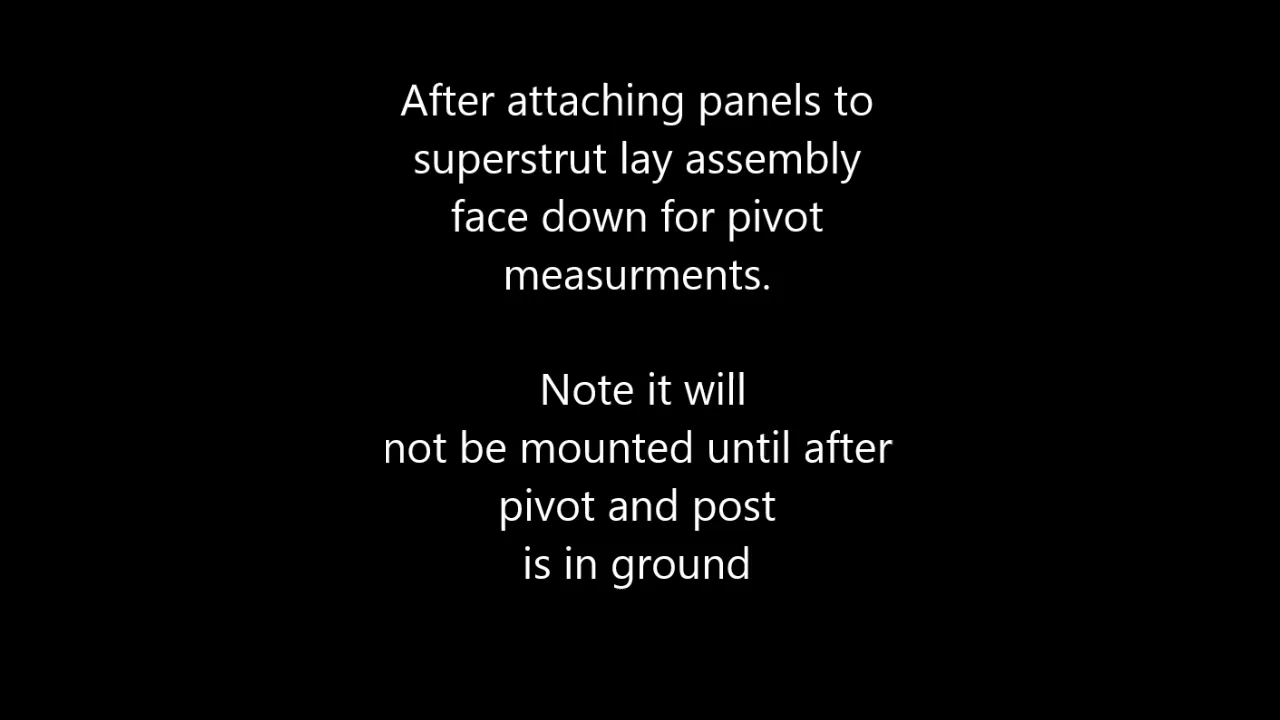 After attaching panels to
superstrut lay assembly
face down for pivot
measurments.
Note it will
not be mounted until after
pivot and post
is in ground